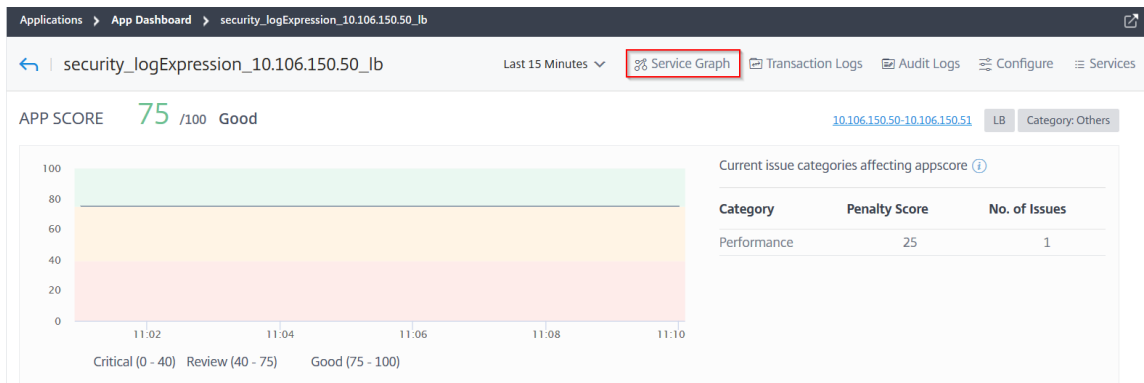 Applications > App Dashboard > security_logExpression_10.106.150.50_lb
security_logExpression_10.106.150.50_lb Last 15 Minutes Service Graph Transaction Logs Audit Logs Configure Services
APP SCORE 75 /100 Good 10.106.150.50-10.106.150.51 LB Category: Others
Current issue categories affecting appscore i
Category Penalty Score No. of Issues
Performance 25 1
100
80
60
40
20
0
11:02 11:04 11:06 11:08 11:10
Critical (0 - 40) Review (40 - 75) Good (75 - 100)